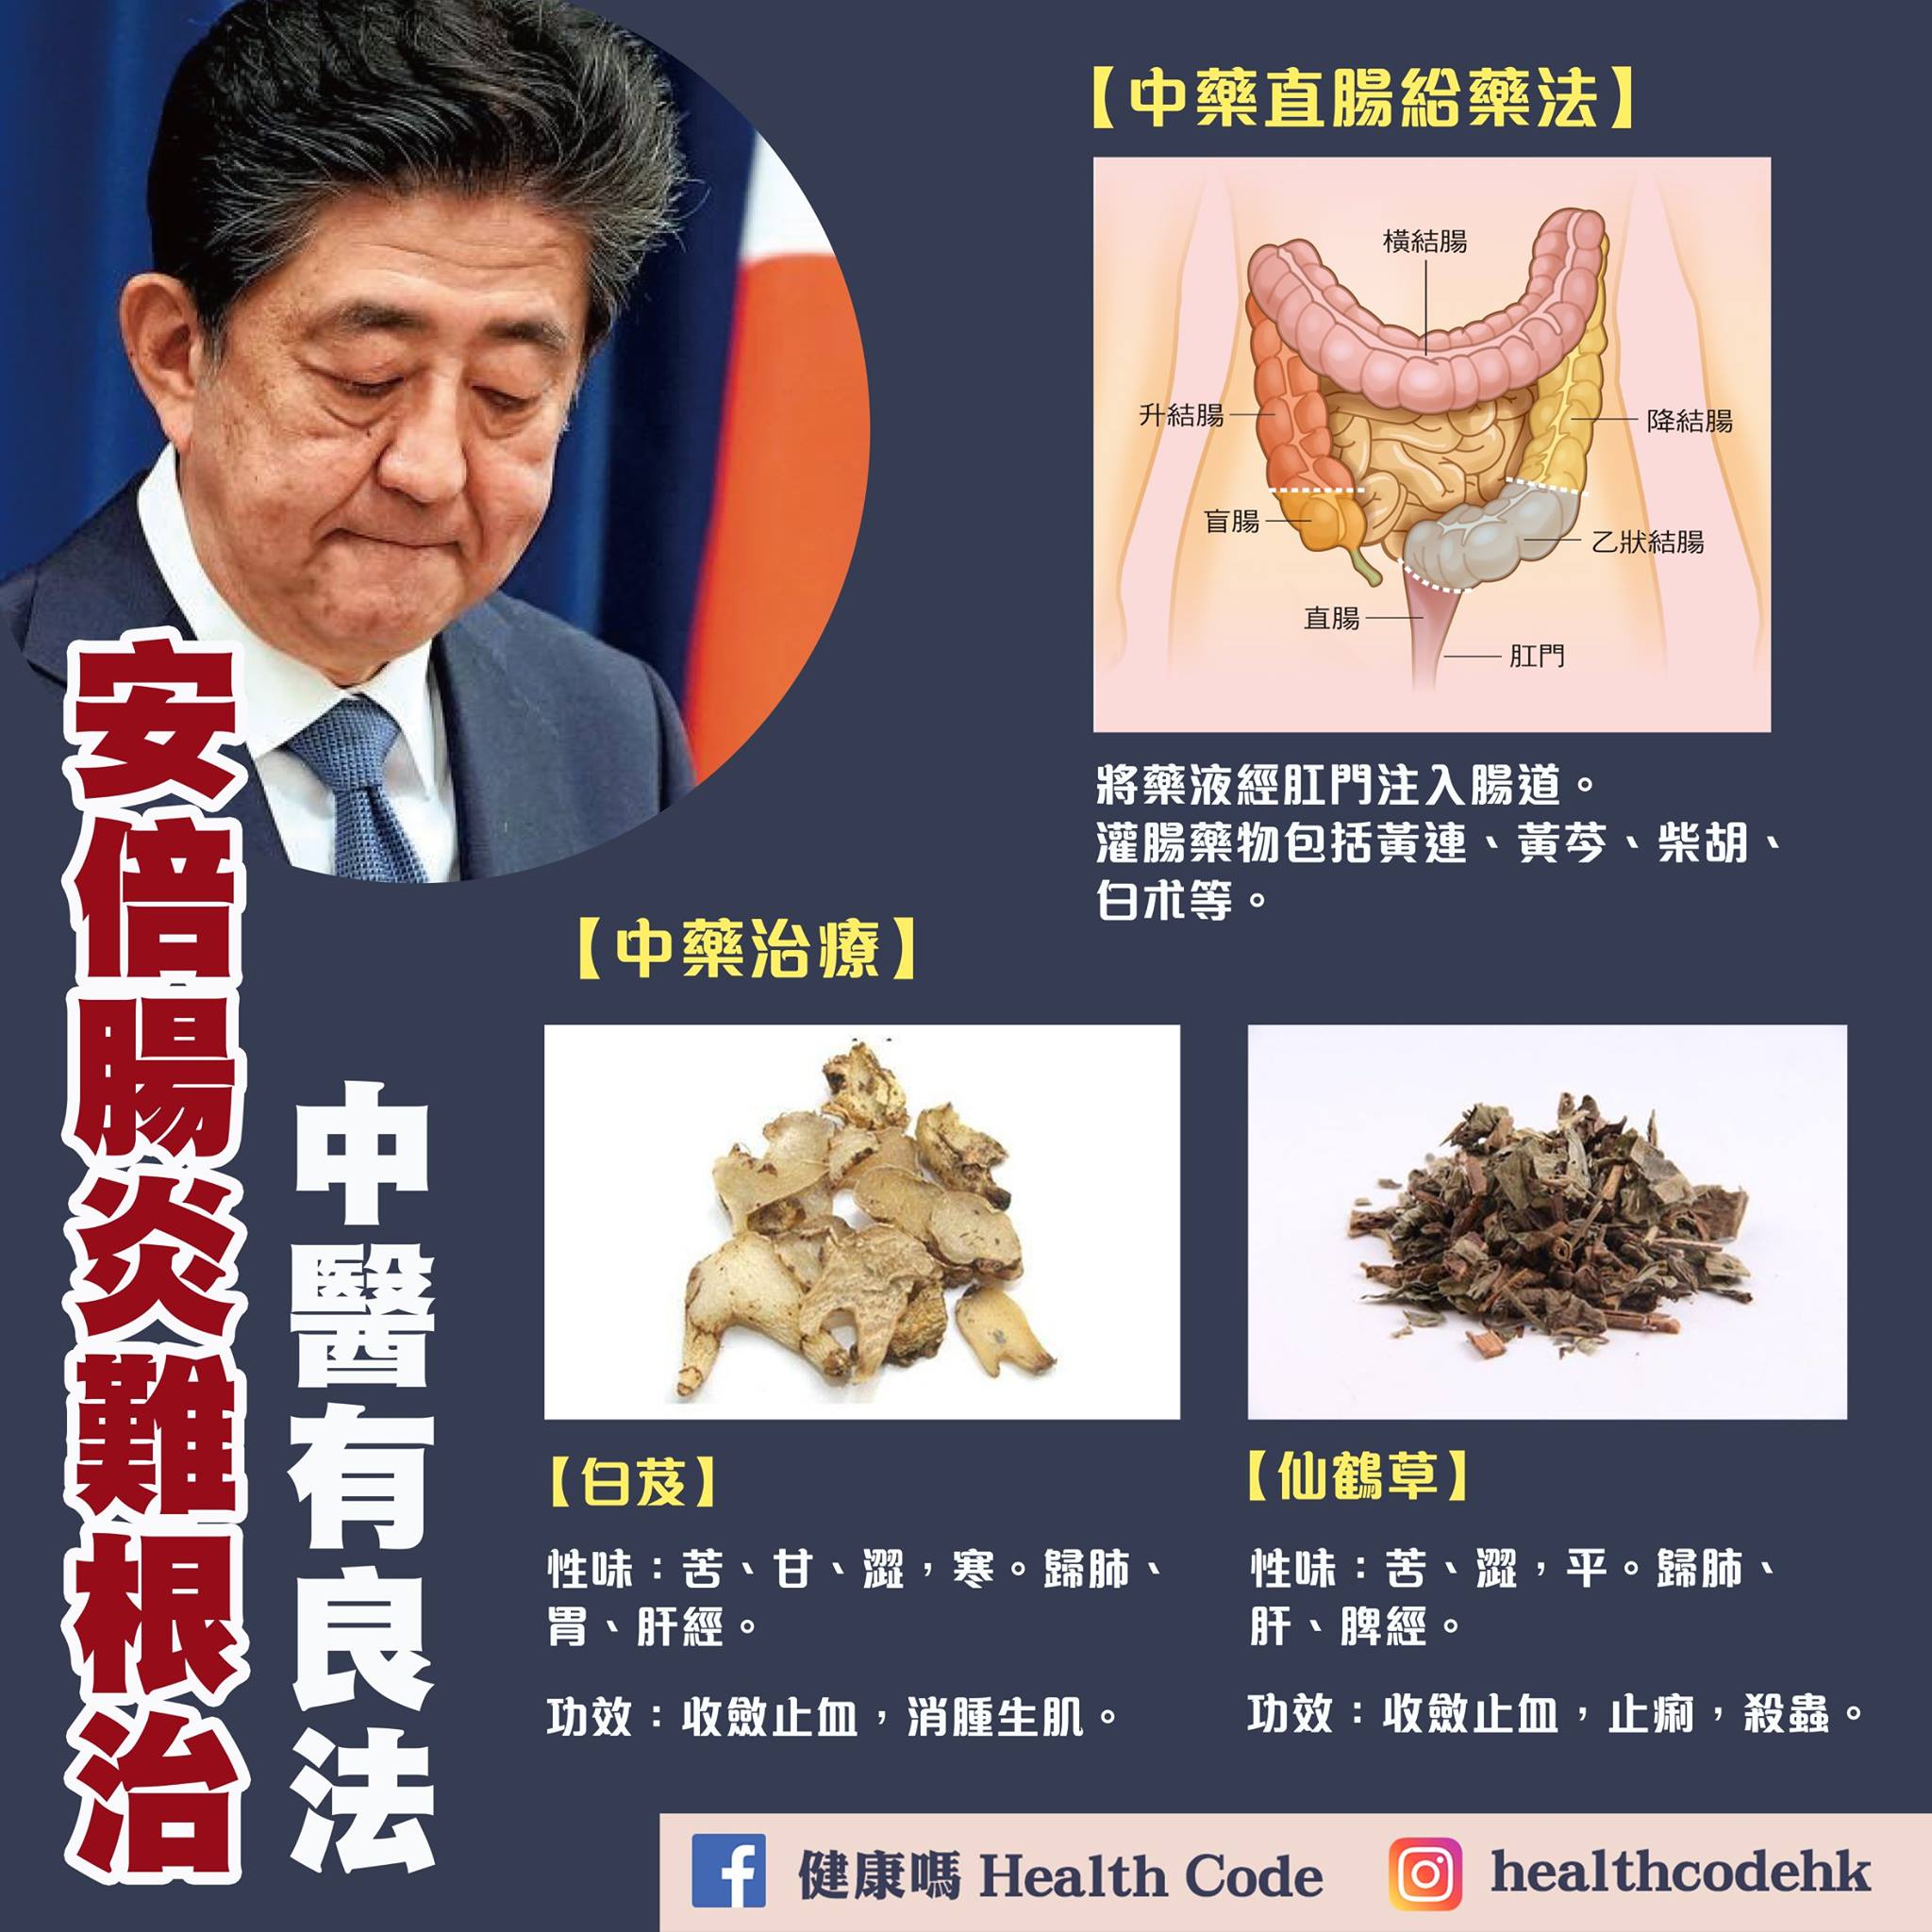 安倍腸炎難根治
中醫有良法
【中藥直腸給藥法】
橫結腸
升結腸
降結腸
盲腸
乙狀結腸
直腸
肛門
將藥液經肛門注入腸道。
灌腸藥物包括黃連、黃芩、柴胡、
白朮等。
【中藥治療】
【白芨】
性味：苦、甘、澀，寒。歸肺、
胃、肝經。
功效：收斂止血，消腫生肌。
【仙鶴草】
性味：苦、澀，平。歸肺、
肝、脾經。
功效：收斂止血，止痢，殺蟲。
健康嗎 Health Code
healthcodehk